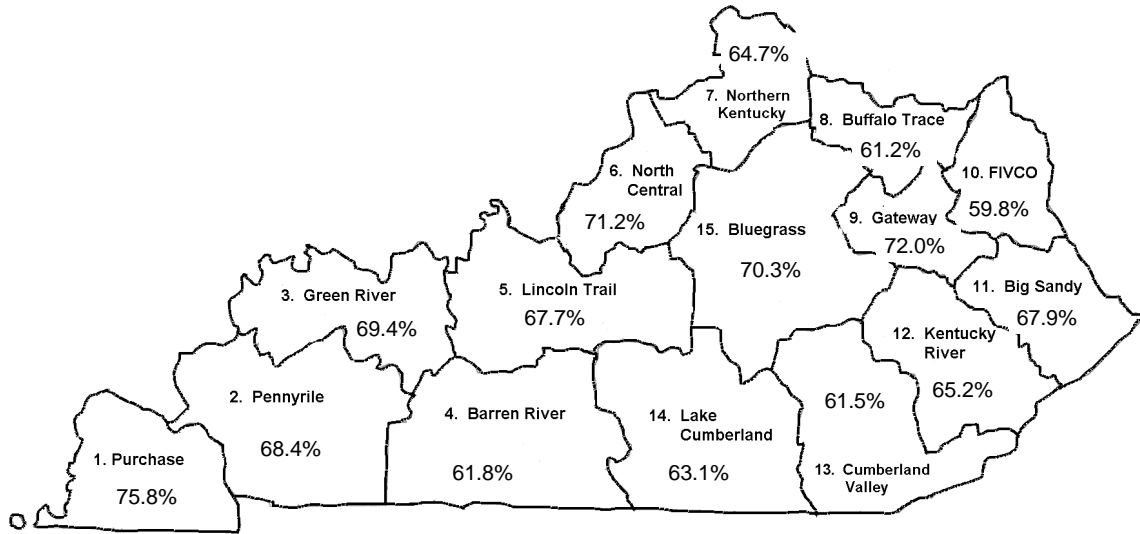 64.7%
7. Northern
Kentucky
8. Buffalo Trace
61.2%
6. North
Central
71.2%
10. FIVCO
59.8%
9. Gateway
72.0%
15. Bluegrass
70.3%
3. Green River
69.4%
5. Lincoln Trail
67.7%
11. Big Sandy
67.9%
12. Kentucky
River
65.2%
2. Pennyrile
68.4%
4. Barren River
61.8%
14. Lake
Cumberland
63.1%
61.5%
13. Cumberland
Valley
1. Purchase
75.8%